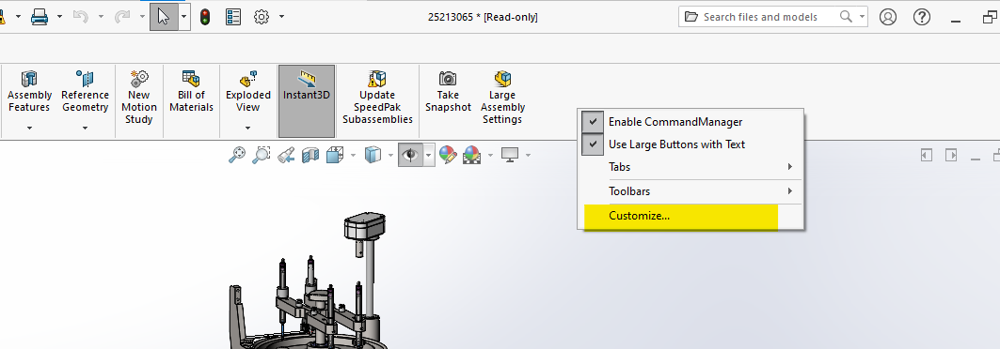 25213065 * [Read-only]
Search files and models
Assembly
Features
Reference
Geometry
New
Motion
Study
Bill of
Materials
Exploded
View
Instant3D
Update
SpeedPak
Subassemblies
Take
Snapshot
Large
Assembly
Settings
Enable CommandManager
Use Large Buttons with Text
Tabs
Toolbars
Customize...